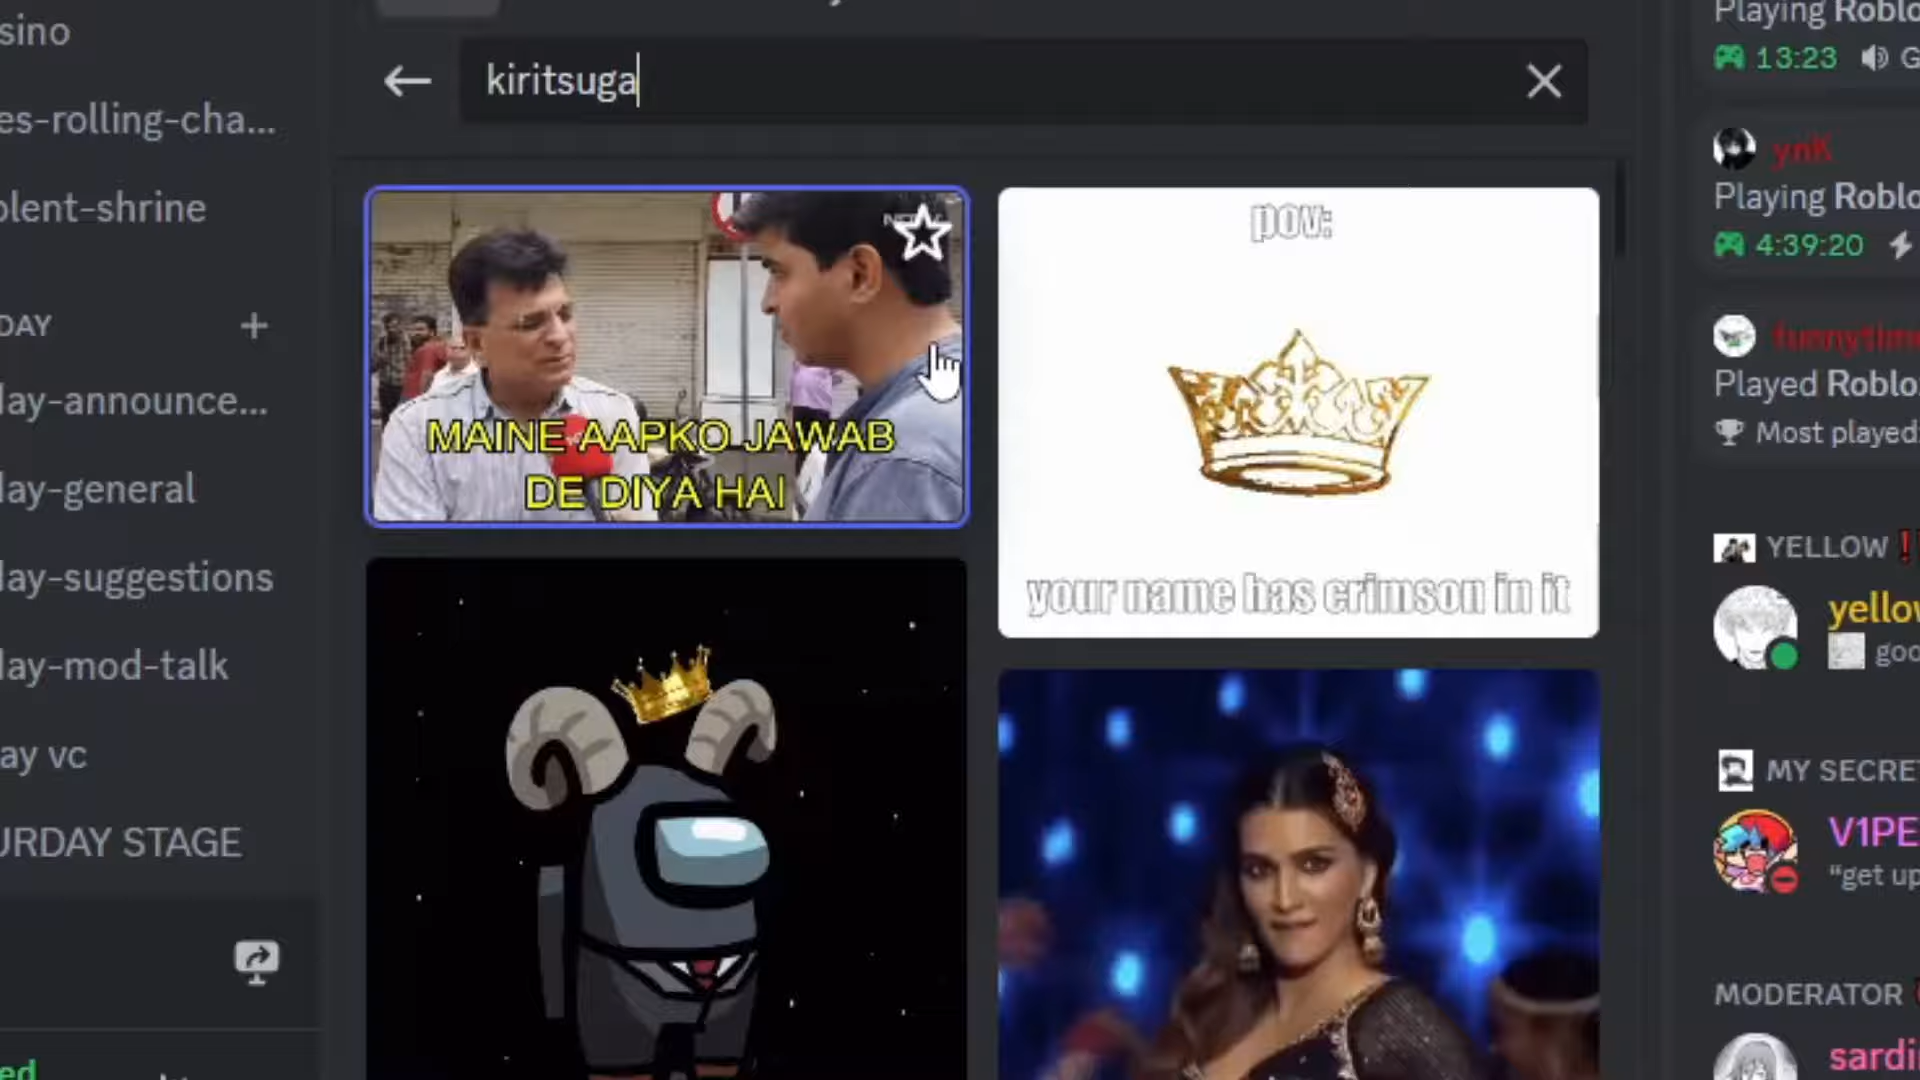 sino
es-rolling-cha...
olent-shrine
DAY
lay-announce...
lay-general
lay-suggestions
lay-mod-talk
ay vc
URDAY STAGE
ed
kiritsuga
MAINE AAPKO JAWAB
DE DIYA HAI
pov:
your name has crimson in it
Playing Roblo
13:23 G
ynK
Playing Roblo
4:39:20
funnytime
Played Roblo
Most played:
YELLOW
yellow
goo
MY SECRE
V1PE
"get up
MODERATOR
sardi